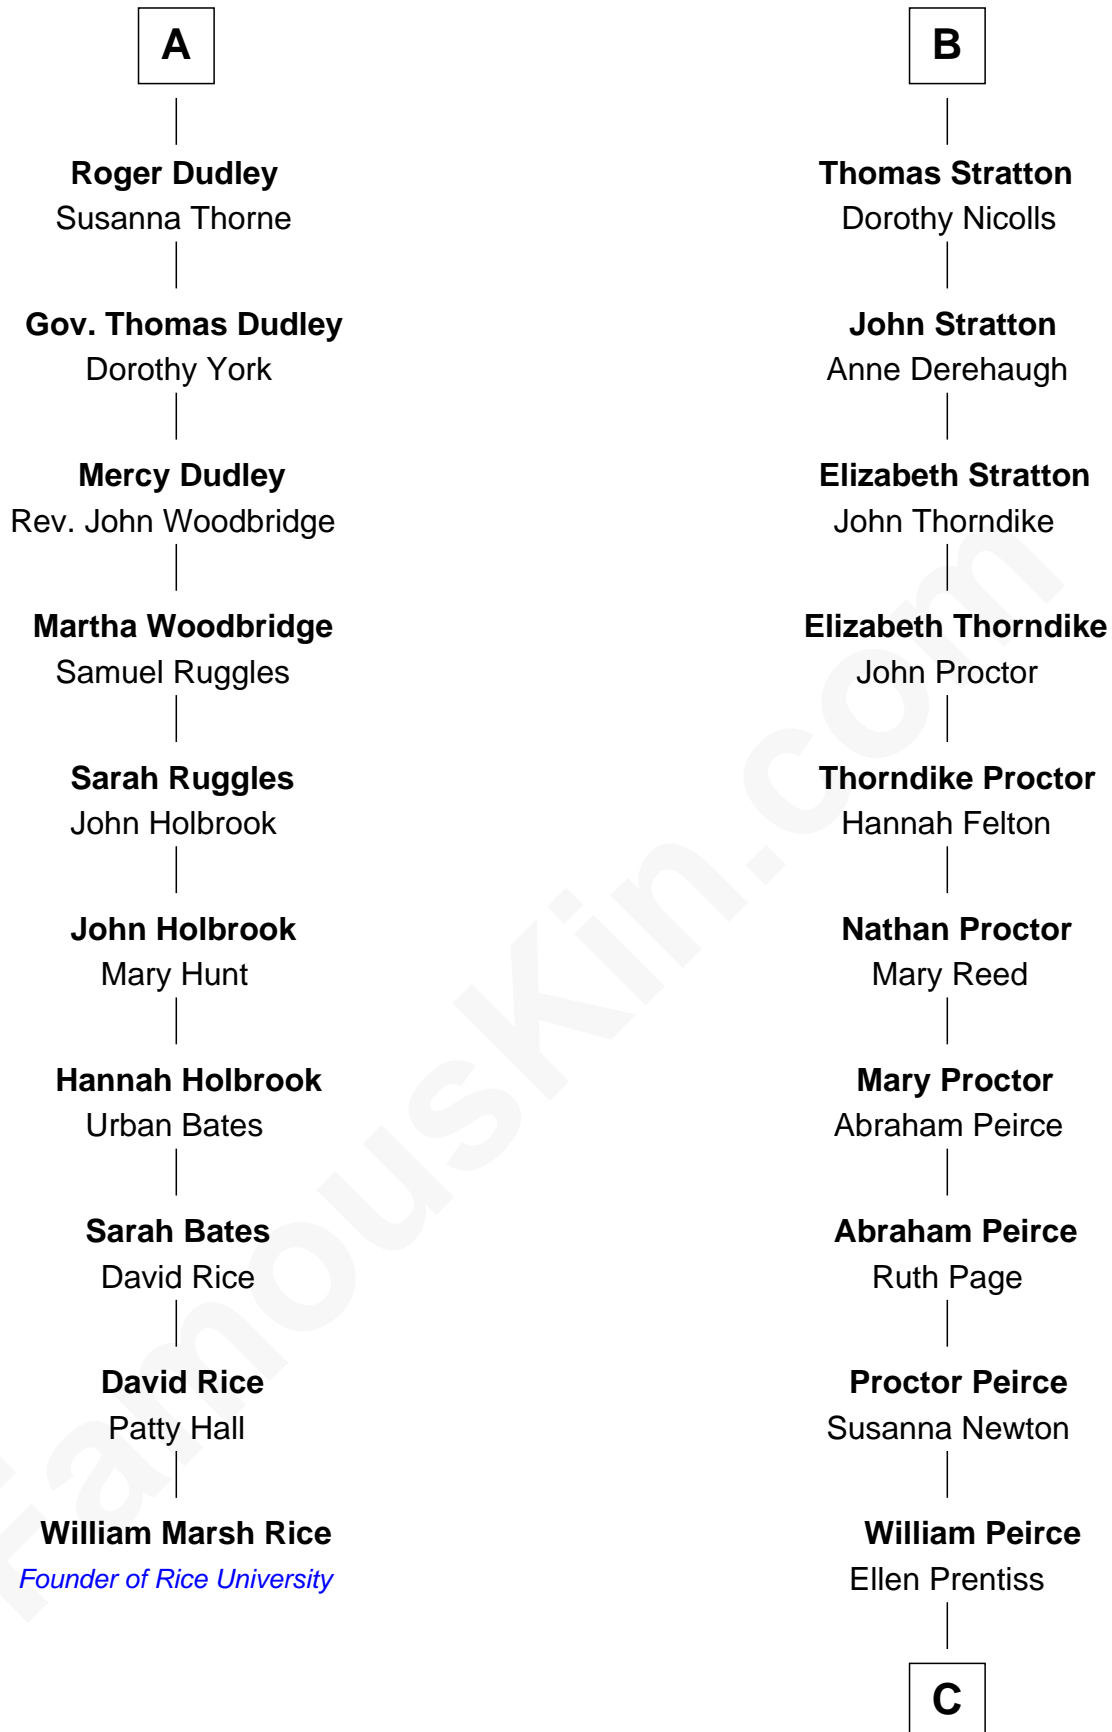 A
Roger Dudley
Susanna Thorne
Gov. Thomas Dudley
Dorothy York
Mercy Dudley
Rev. John Woodbridge
Martha Woodbridge
Samuel Ruggles
Sarah Ruggles
John Holbrook
John Holbrook
Mary Hunt
Hannah Holbrook
Urban Bates
Sarah Bates
David Rice
David Rice
Patty Hall
William Marsh Rice
Founder of Rice University
B
Thomas Stratton
Dorothy Nicolls
John Stratton
Anne Derehaugh
Elizabeth Stratton
John Thorndike
Elizabeth Thorndike
John Proctor
Thorndike Proctor
Hannah Felton
Nathan Proctor
Mary Reed
Mary Proctor
Abraham Peirce
Abraham Peirce
Ruth Page
Proctor Peirce
Susanna Newton
William Peirce
Ellen Prentiss
C
FamousKin.com